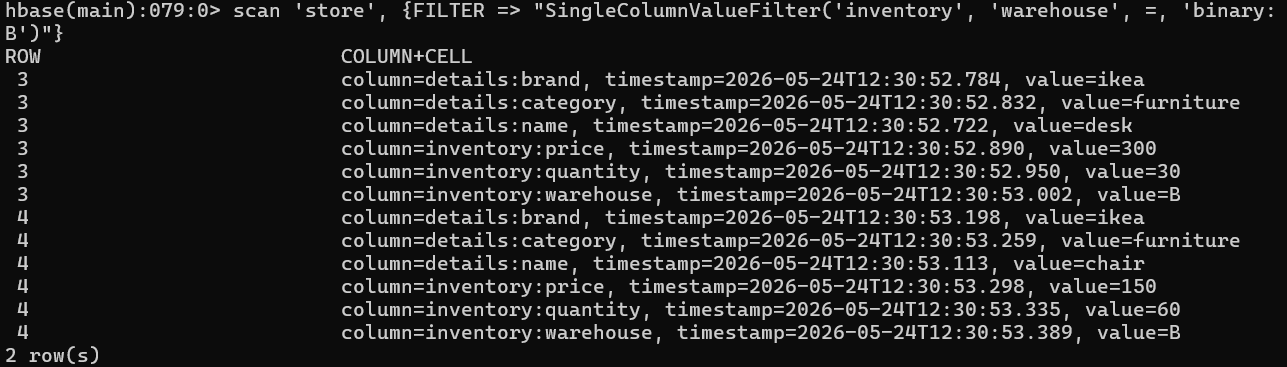 hbase(main):079:0> scan 'store', {FILTER => "SingleColumnValueFilter('inventory', 'warehouse', =, 'binary:
B')"}
ROW                            COLUMN+CELL
 3                             column=details:brand, timestamp=2026-05-24T12:30:52.784, value=ikea
 3                             column=details:category, timestamp=2026-05-24T12:30:52.832, value=furniture
 3                             column=details:name, timestamp=2026-05-24T12:30:52.722, value=desk
 3                             column=inventory:price, timestamp=2026-05-24T12:30:52.890, value=300
 3                             column=inventory:quantity, timestamp=2026-05-24T12:30:52.950, value=30
 3                             column=inventory:warehouse, timestamp=2026-05-24T12:30:53.002, value=B
 4                             column=details:brand, timestamp=2026-05-24T12:30:53.198, value=ikea
 4                             column=details:category, timestamp=2026-05-24T12:30:53.259, value=furniture
 4                             column=details:name, timestamp=2026-05-24T12:30:53.113, value=chair
 4                             column=inventory:price, timestamp=2026-05-24T12:30:53.298, value=150
 4                             column=inventory:quantity, timestamp=2026-05-24T12:30:53.335, value=60
 4                             column=inventory:warehouse, timestamp=2026-05-24T12:30:53.389, value=B
2 row(s)